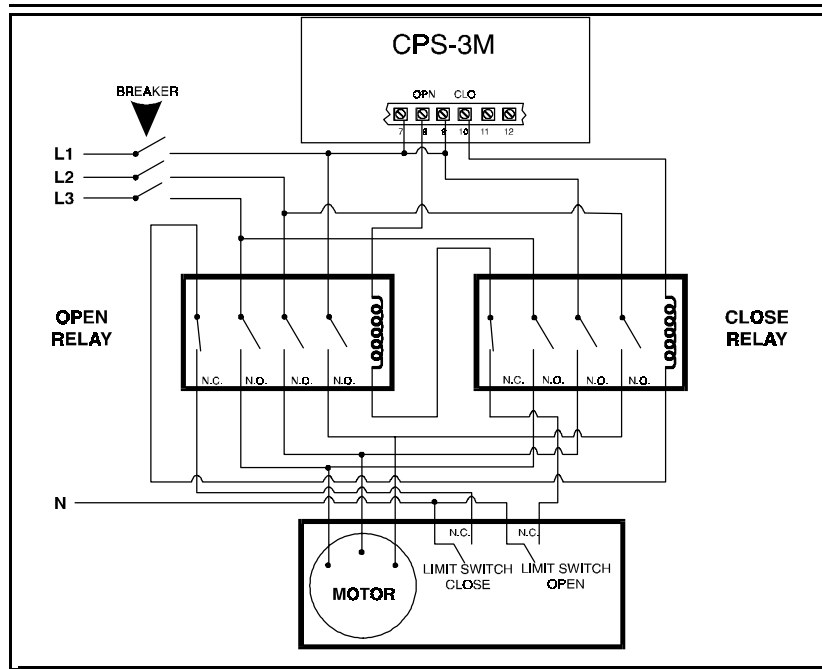 CPS-3M
BREAKER
OPN CLO
7 8 9 10 11 12
L1
L2
L3
OPEN
RELAY
CLOSE
RELAY
N.C. N.O. N.O. N.O.
N.C. N.O. N.O. N.O.
N
N.C. N.C.
LIMIT SWITCH
CLOSE
LIMIT SWITCH
OPEN
MOTOR